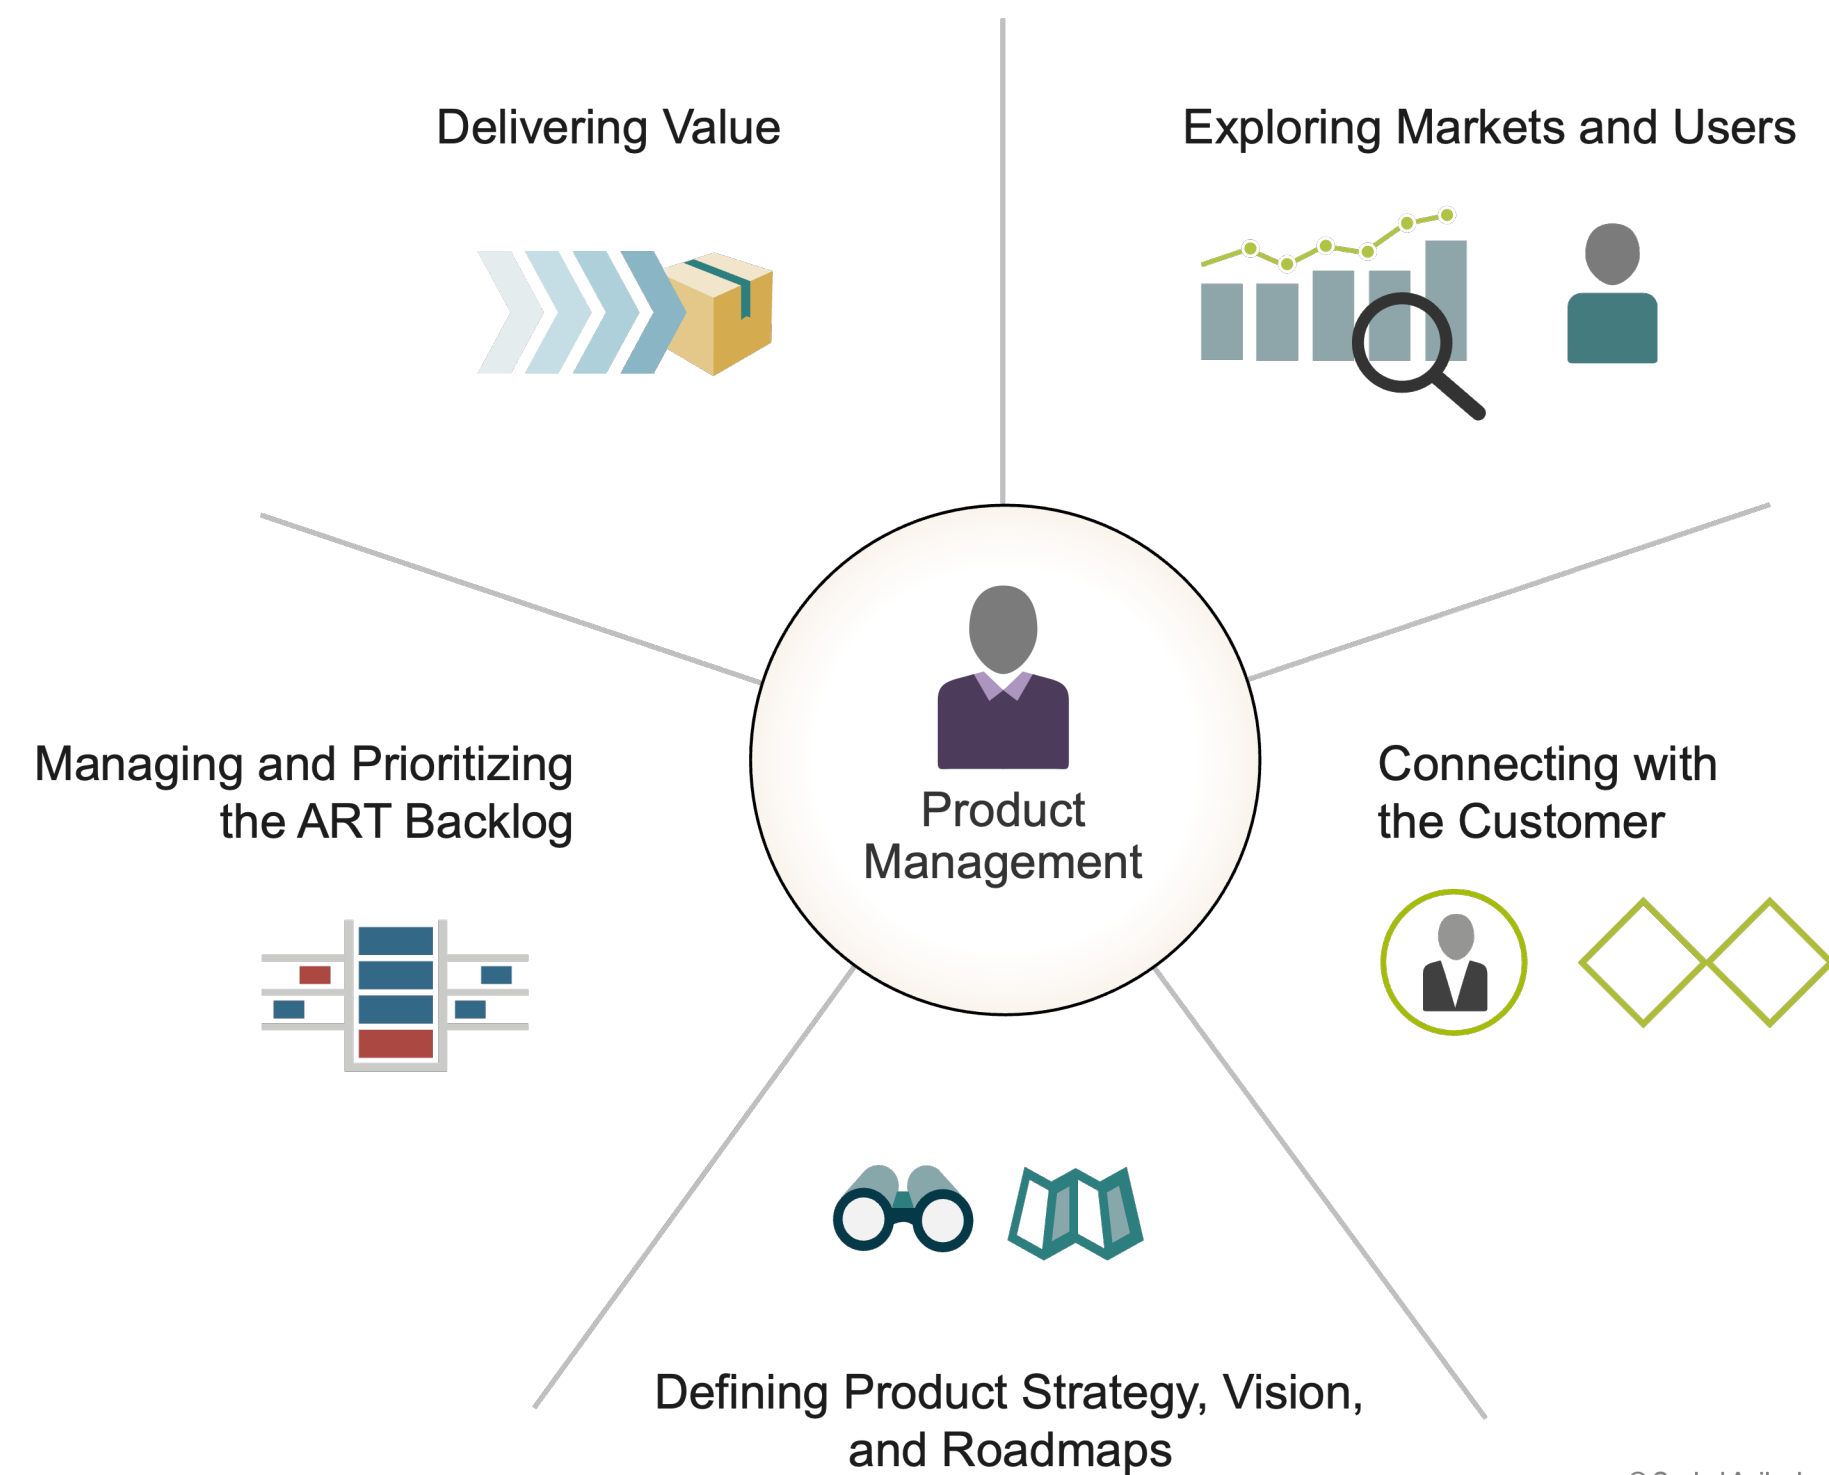 Delivering Value
Exploring Markets and Users
Product
Management
Managing and Prioritizing
the ART Backlog
Connecting with
the Customer
Defining Product Strategy, Vision,
and Roadmaps